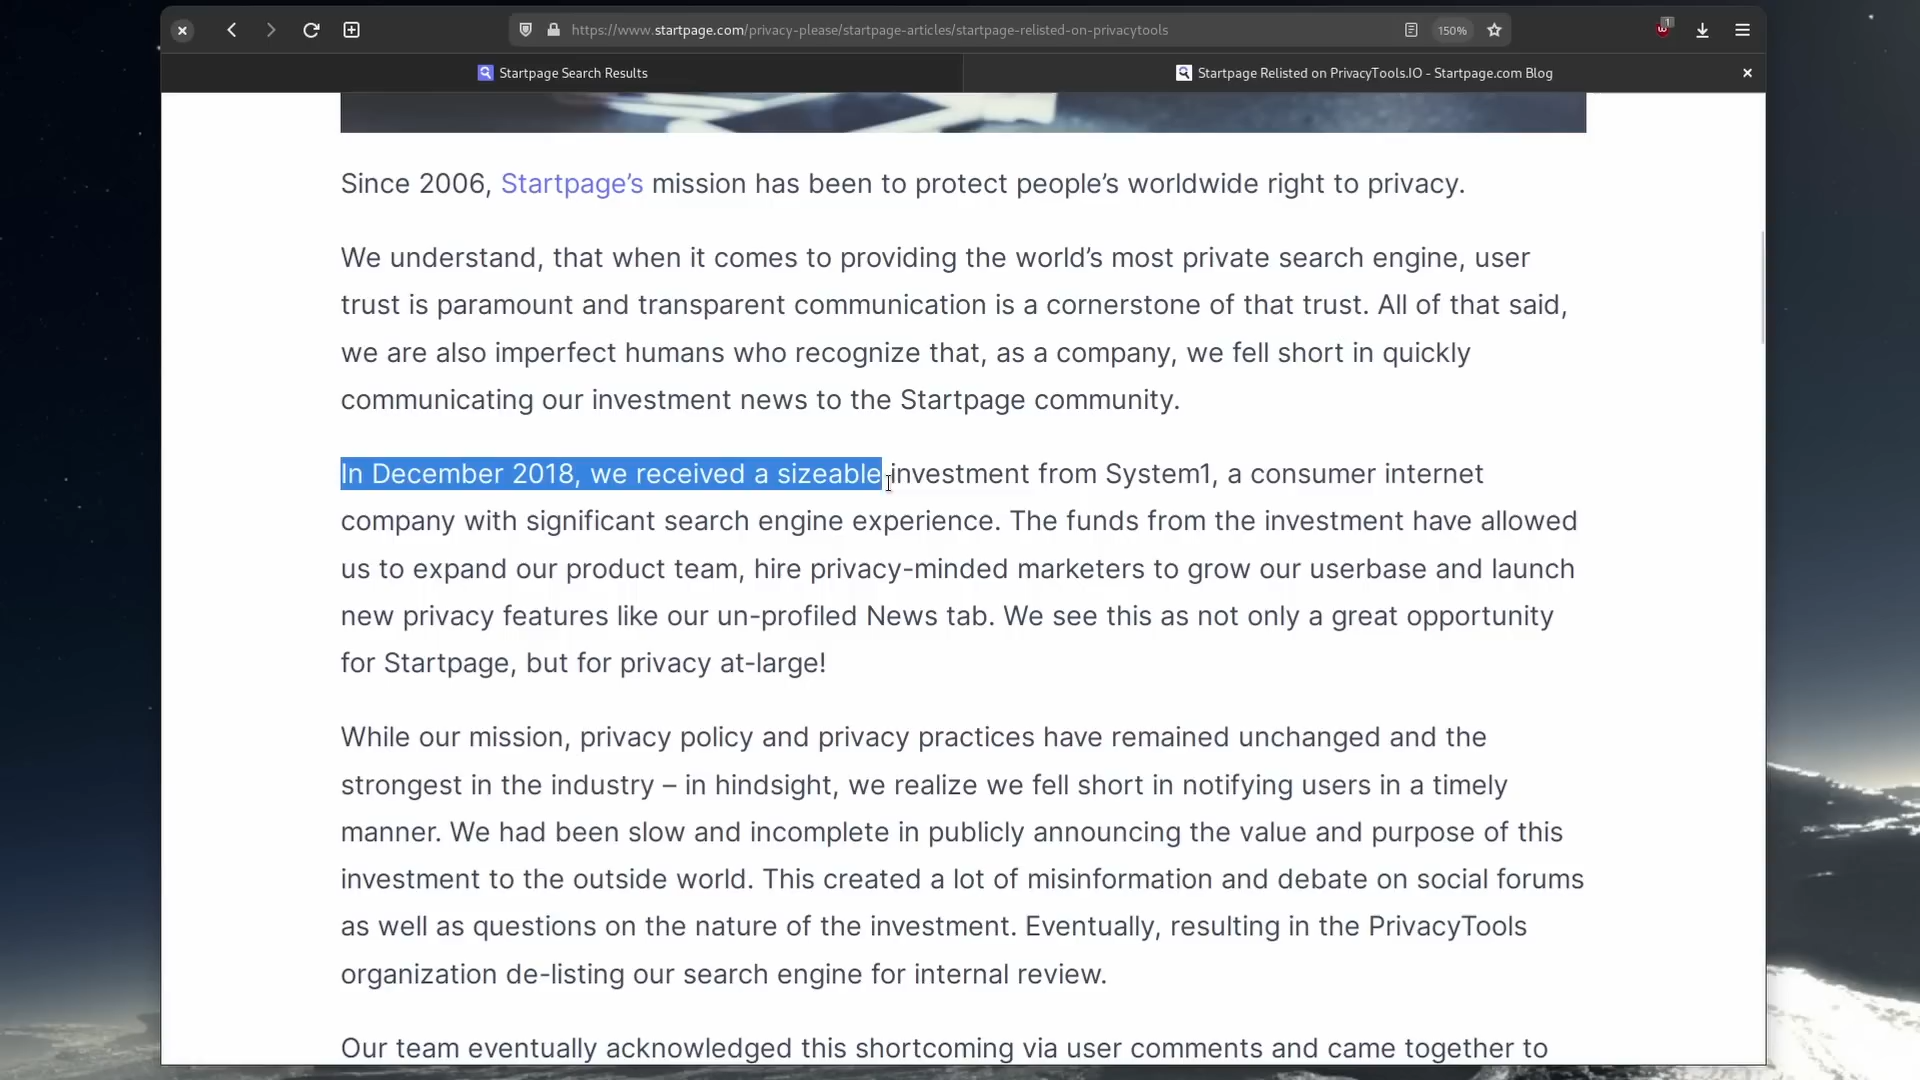 https://www.startpage.com/privacy-please/startpage-articles/startpage-relisted-on-privacytools
150%
1
Startpage Search Results
Startpage Relisted on PrivacyTools.IO - Startpage.com Blog
Since 2006, Startpage’s mission has been to protect people’s worldwide right to privacy.
We understand, that when it comes to providing the world’s most private search engine, user
trust is paramount and transparent communication is a cornerstone of that trust. All of that said,
we are also imperfect humans who recognize that, as a company, we fell short in quickly
communicating our investment news to the Startpage community.
In December 2018, we received a sizeable investment from System1, a consumer internet
company with significant search engine experience. The funds from the investment have allowed
us to expand our product team, hire privacy-minded marketers to grow our userbase and launch
new privacy features like our un-profiled News tab. We see this as not only a great opportunity
for Startpage, but for privacy at-large!
While our mission, privacy policy and privacy practices have remained unchanged and the
strongest in the industry – in hindsight, we realize we fell short in notifying users in a timely
manner. We had been slow and incomplete in publicly announcing the value and purpose of this
investment to the outside world. This created a lot of misinformation and debate on social forums
as well as questions on the nature of the investment. Eventually, resulting in the PrivacyTools
organization de-listing our search engine for internal review.
Our team eventually acknowledged this shortcoming via user comments and came together to